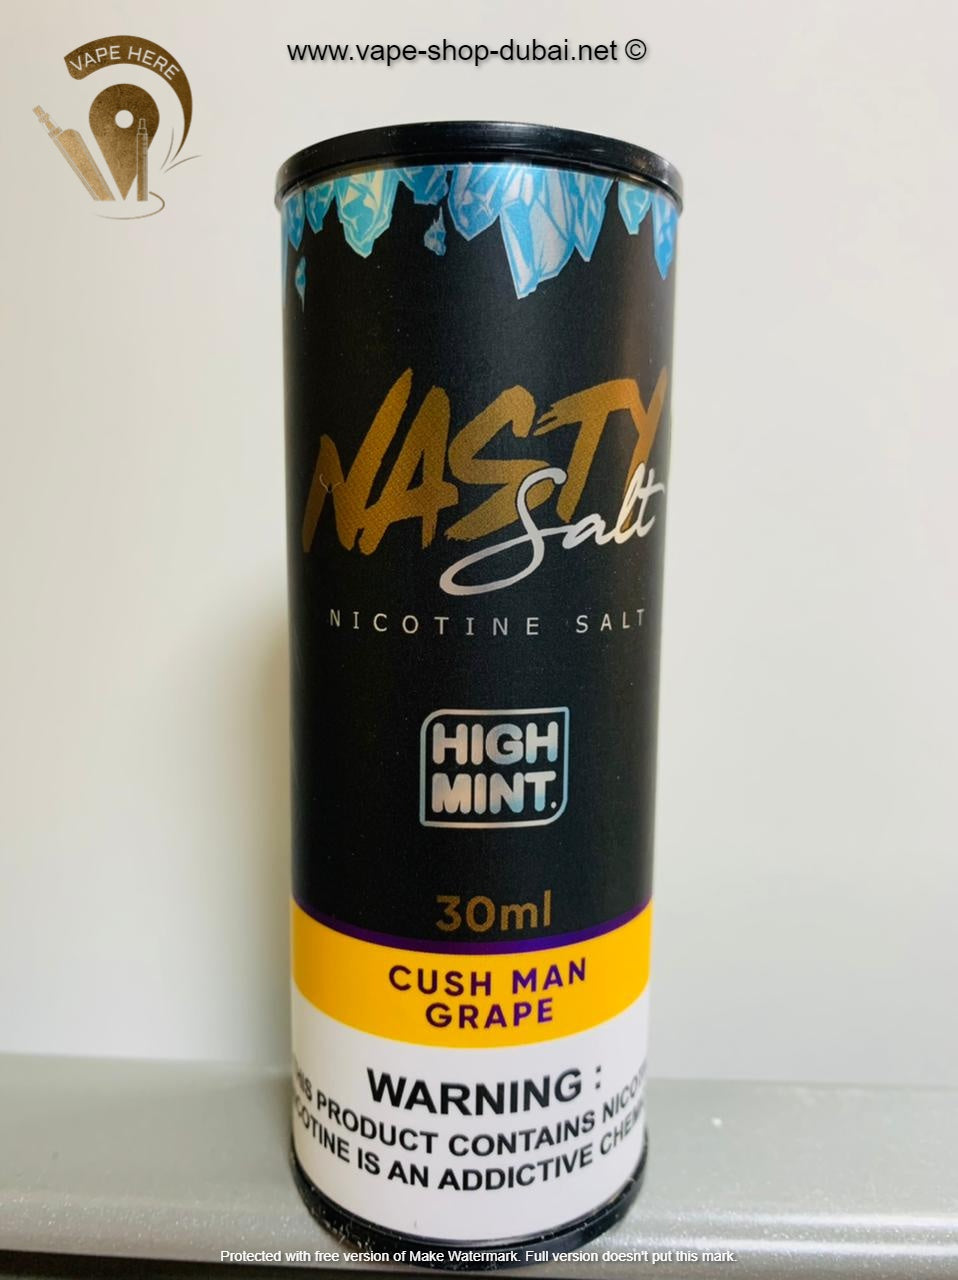 www.vape-shop-dubai.net ©
VAPE HERE
NASTY
Salt
NICOTINE SALT
HIGH
MINT.
30ml
CUSH MAN
GRAPE
WARNING :
PRODUCT CONTAINS
IS AN ADDICTIVE
Protected with free version of Make Watermark. Full version doesn't put this mark.